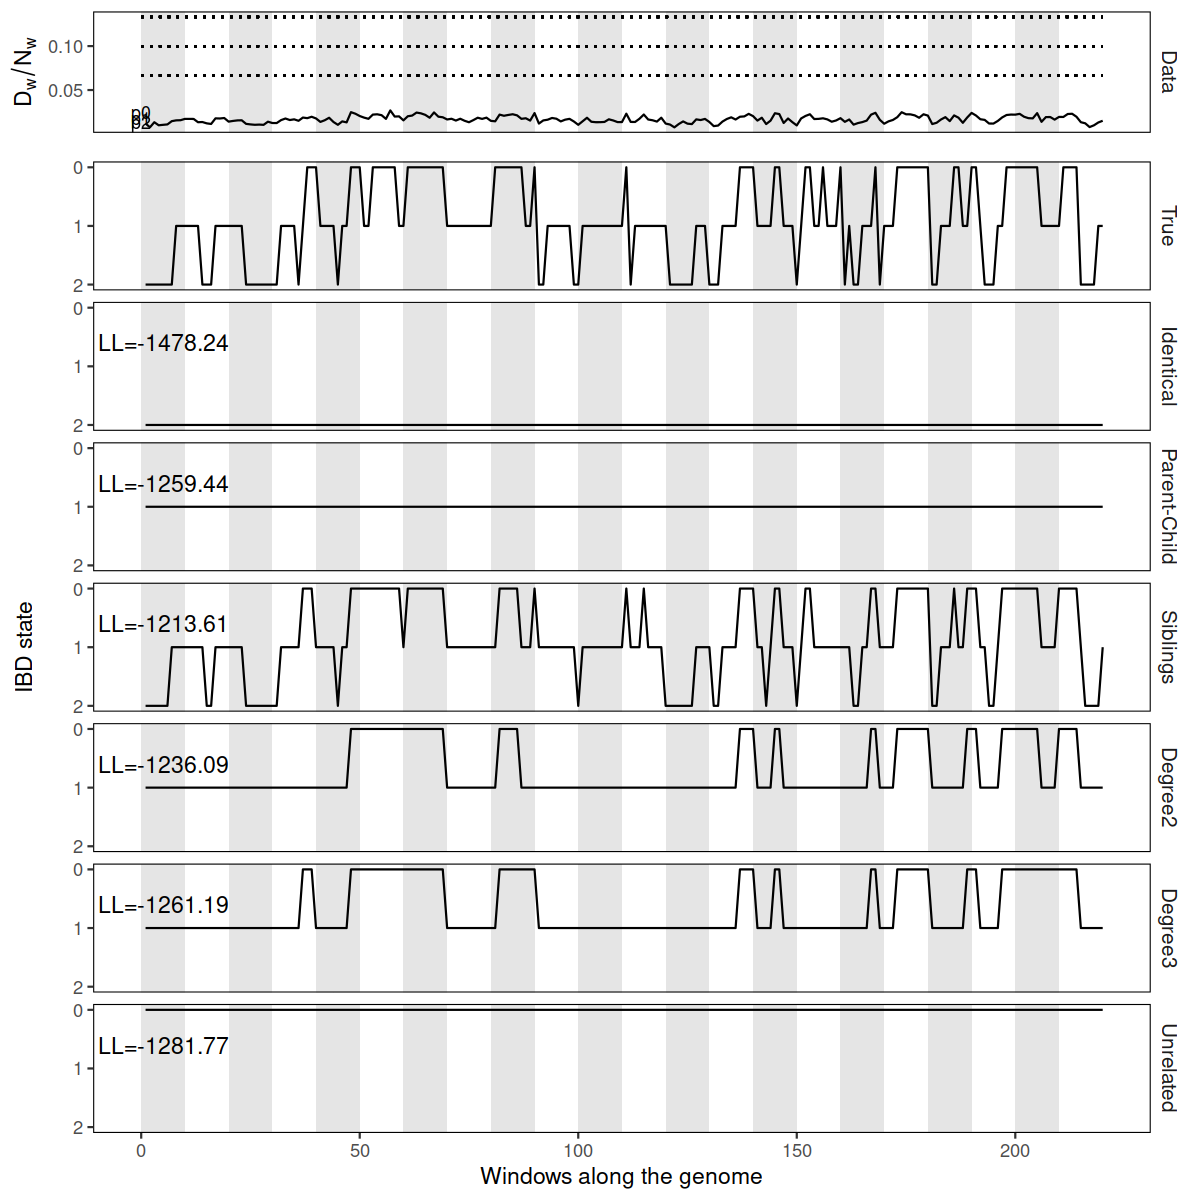 D_w/N_w
0.10
0.05
p0
Data
0
1
2
True
0
1
2
LL=-1478.24
Identical
0
1
2
LL=-1259.44
Parent-Child
IBD state
0
1
2
LL=-1213.61
Siblings
0
1
2
LL=-1236.09
Degree2
0
1
2
LL=-1261.19
Degree3
0
1
2
LL=-1281.77
Unrelated
0 50 100 150 200
Windows along the genome